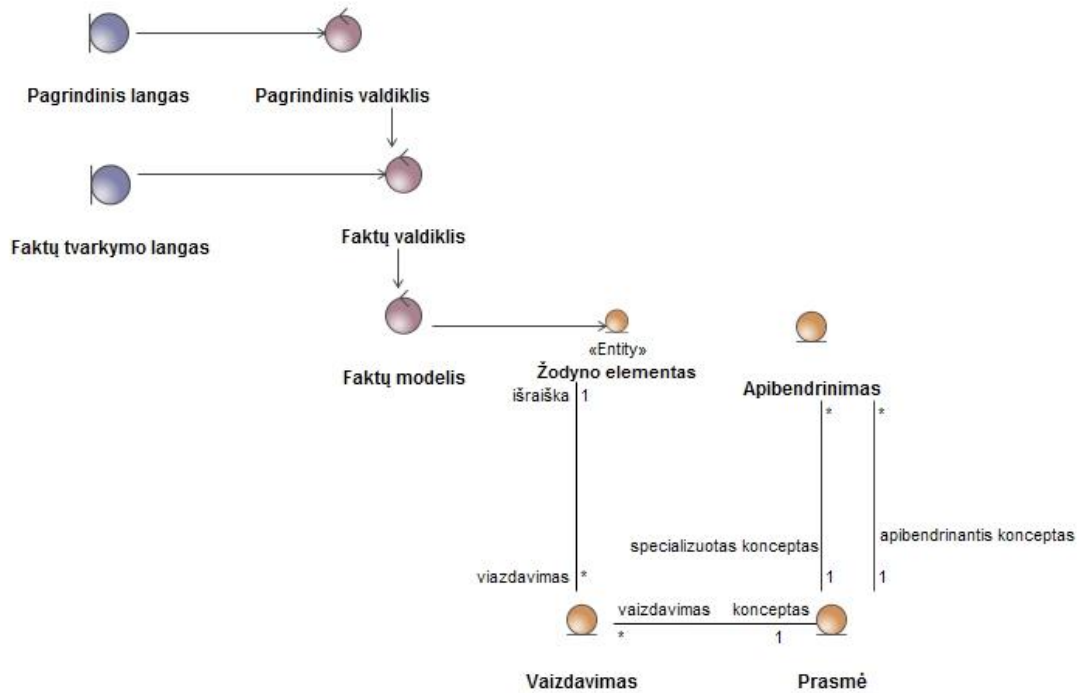 Pagrindinis langas
Pagrindinis valdiklis
Faktų tvarkymo langas
Faktų valdiklis
Faktų modelis
«Entity»
Žodyno elementas
Apibendrinimas
išraiška 1
* *
specializuotas konceptas
apibendrinantis konceptas
viazdavimas *
1 1
vaizdavimas konceptas
* 1
Vaizdavimas
Prasmė